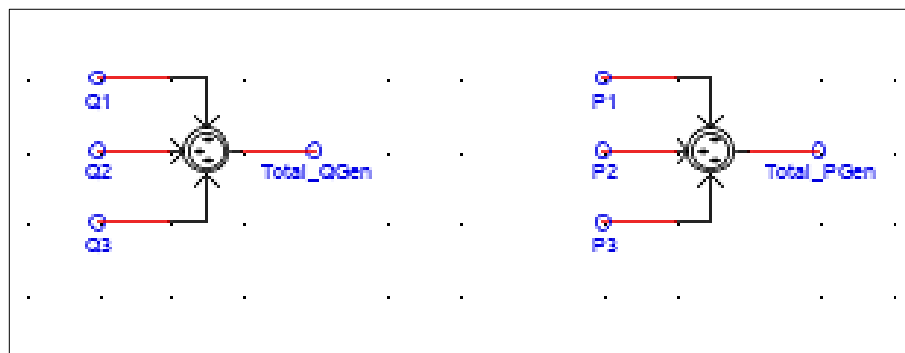 Q1
P1
Q2
Total_QGen
P2
Total_PGen
Q3
P3